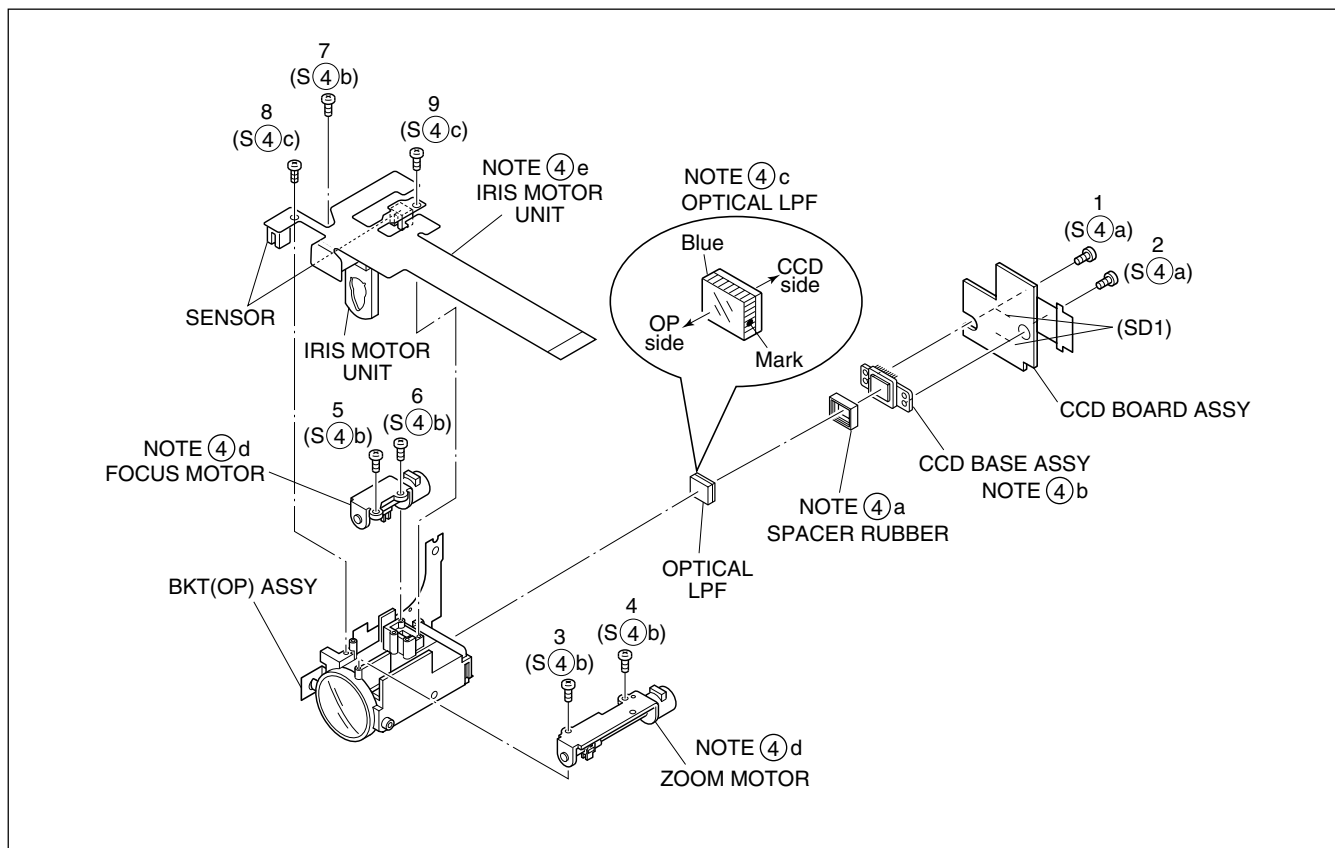 7
(S④b)
8
(S④c)
9
(S④c)
NOTE ④e
IRIS MOTOR
UNIT
SENSOR
IRIS MOTOR
UNIT
NOTE ④c
OPTICAL LPF
Blue
CCD
side
OP
side
Mark
1
(S④a)
2
(S④a)
(SD1)
CCD BOARD ASSY
CCD BASE ASSY
NOTE ④b
NOTE ④a
SPACER RUBBER
OPTICAL
LPF
5
(S④b)
6
(S④b)
NOTE ④d
FOCUS MOTOR
BKT(OP) ASSY
3
(S④b)
4
(S④b)
NOTE ④d
ZOOM MOTOR